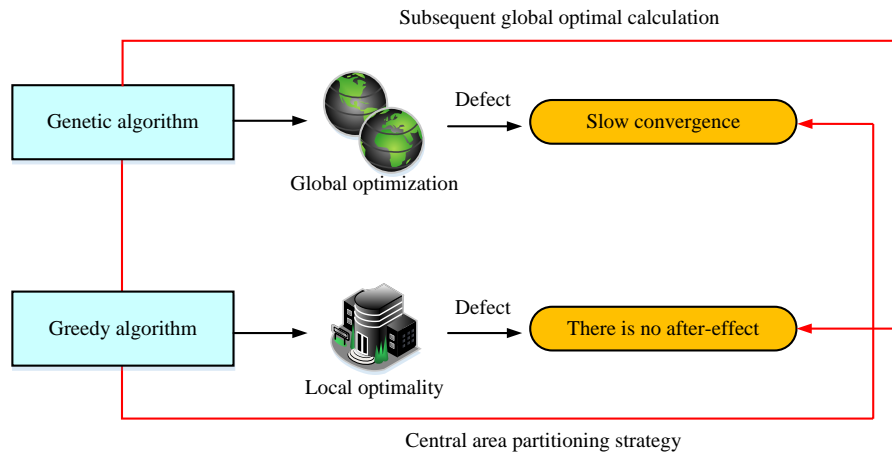 Subsequent global optimal calculation
Genetic algorithm
Defect
Slow convergence
Global optimization
Greedy algorithm
Defect
There is no after-effect
Local optimality
Central area partitioning strategy